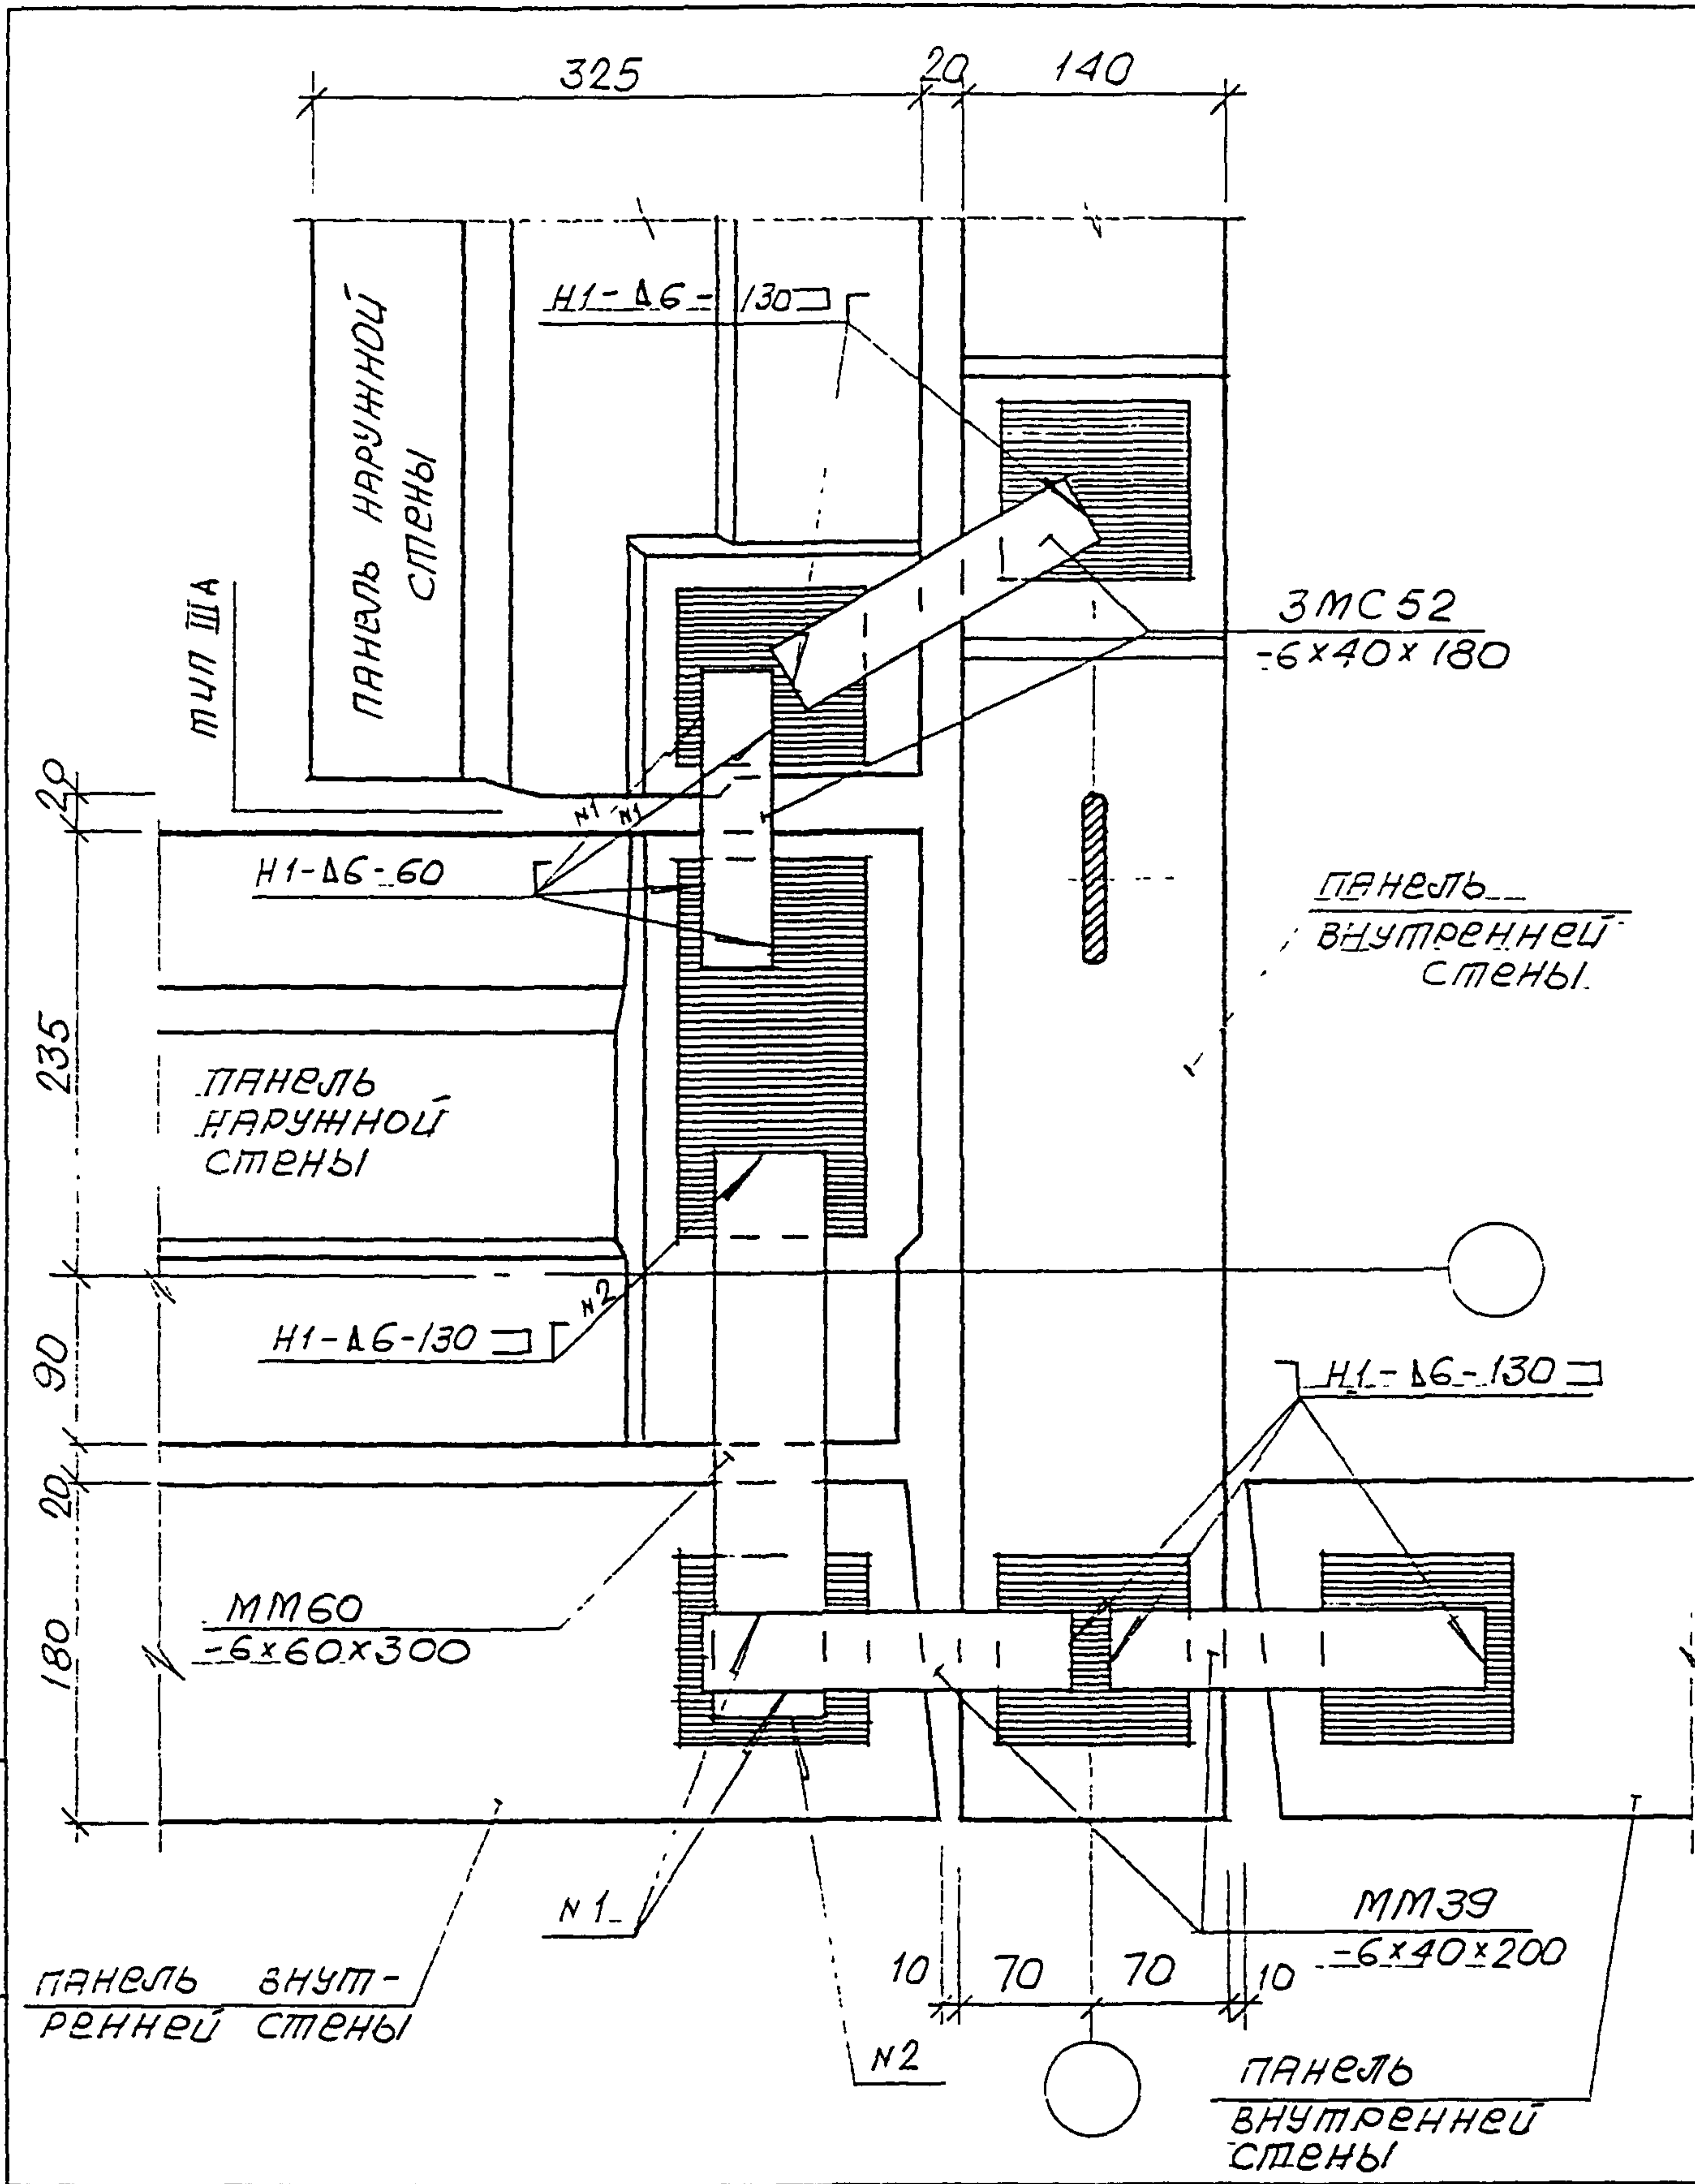 325
20
140
ПАНЕЛЬ НАРУЖНОЙ
СТЕНЫ
Н1-Δ6-130
тип IIIА
3МС52
-6×40×180
20
N1
N1
Н1-Δ6-60
ПАНЕЛЬ
ВНУТРЕННЕЙ
СТЕНЫ.
235
ПАНЕЛЬ
НАРУЖНОЙ
СТЕНЫ
N2
Н1-Δ6-130
90
Н1-Δ6-130
20
ММ60
-6×60×300
180
N1
ММ39
-6×40×200
10
70
70
10
ПАНЕЛЬ ВНУТ-
РЕННЕЙ СТЕНЫ
N2
ПАНЕЛЬ
ВНУТРЕННЕЙ
СТЕНЫ